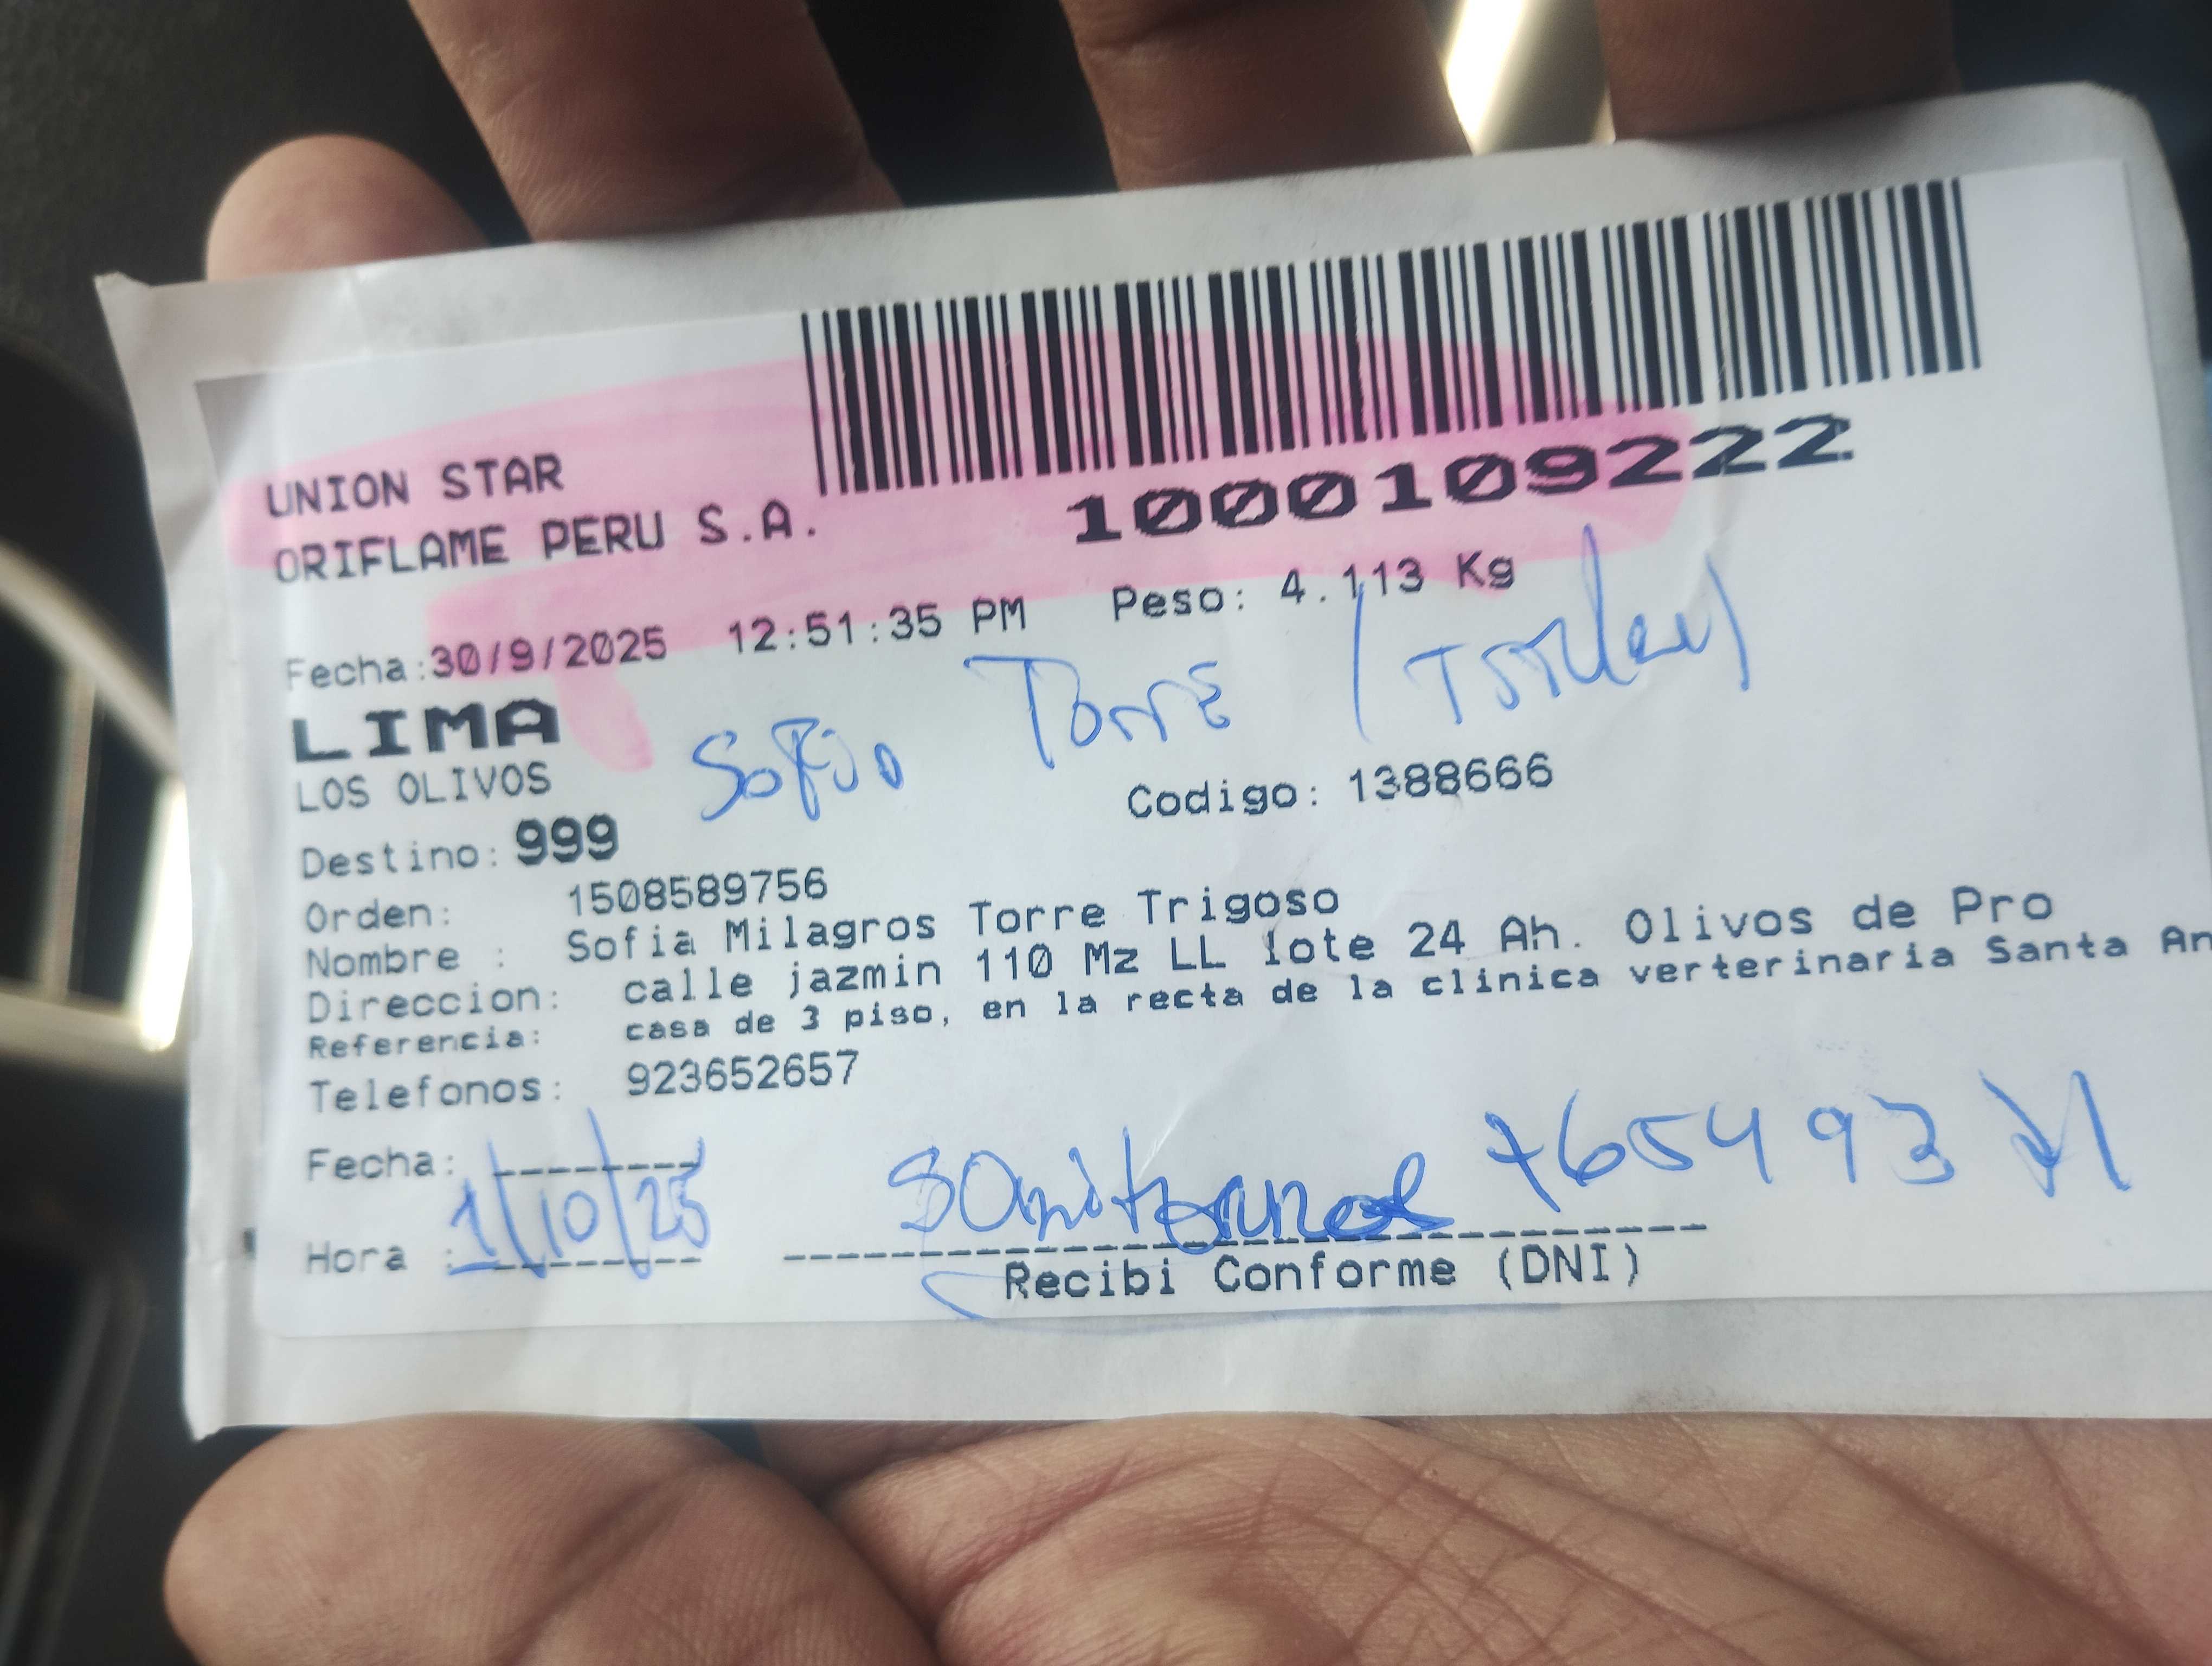 UNION STAR
ORIFLAME PERU S.A.
1000109222
Fecha:30/9/2025 12:51:35 PM Peso: 4.113 Kg
LIMA
Sofia Torre
LOS OLIVOS
Codigo: 1388666
Destino: 999
Orden: 1508589756
Nombre : Sofia Milagros Torre Trigoso
Direccion: calle jazmin 110 Mz LL lote 24 Ah. Olivos de Pro
Referencia: casa de 3 piso, en la recta de la clinica verterinaria Santa An
Telefonos: 923652657
Fecha:
1/10/25
Hora :
Recibi Conforme (DNI)